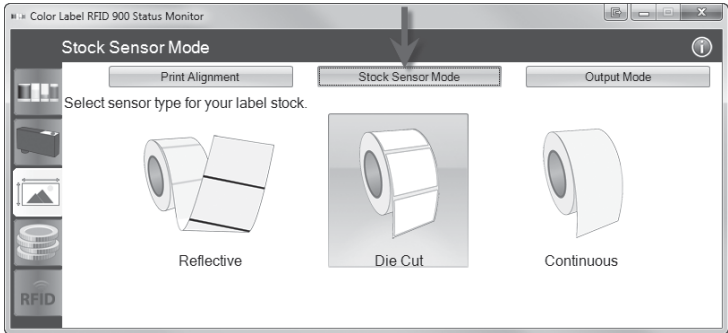 Color Label RFID 900 Status Monitor
Stock Sensor Mode
Print Alignment
Stock Sensor Mode
Output Mode
Select sensor type for your label stock.
Reflective
Die Cut
Continuous
RFID